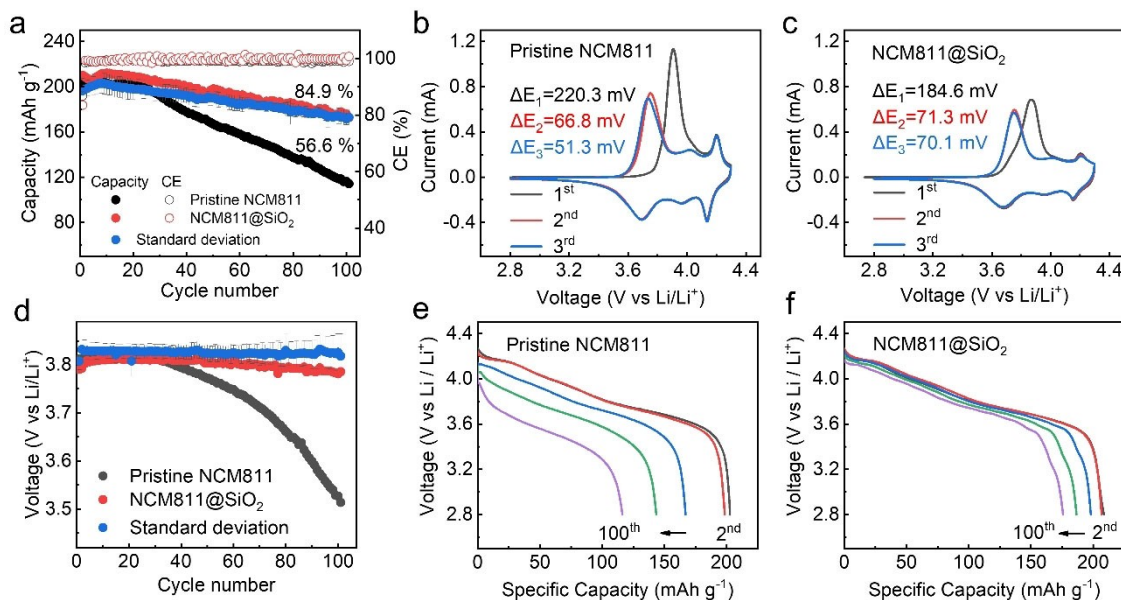 a
Capacity (mAh g⁻¹)
240
200
160
120
80
100
80
60
40
CE (%)
84.9 %
56.6 %
Capacity CE
Pristine NCM811
NCM811@SiO₂
Standard deviation
0 20 40 60 80 100
Cycle number
b
Pristine NCM811
Current (mA)
1.2
0.8
0.4
0.0
-0.4
ΔE₁=220.3 mV
ΔE₂=66.8 mV
ΔE₃=51.3 mV
1ˢᵗ
2ⁿᵈ
3ʳᵈ
2.8 3.2 3.6 4.0 4.4
Voltage (V vs Li/Li⁺)
c
NCM811@SiO₂
Current (mA)
1.2
0.8
0.4
0.0
-0.4
ΔE₁=184.6 mV
ΔE₂=71.3 mV
ΔE₃=70.1 mV
1ˢᵗ
2ⁿᵈ
3ʳᵈ
2.8 3.2 3.6 4.0 4.4
Voltage (V vs Li/Li⁺)
d
Voltage (V vs Li/Li⁺)
3.8
3.7
3.6
3.5
Pristine NCM811
NCM811@SiO₂
Standard deviation
0 20 40 60 80 100
Cycle number
e
Pristine NCM811
Voltage (V vs Li / Li⁺)
4.4
4.0
3.6
3.2
2.8
100ᵗʰ ← 2ⁿᵈ
0 50 100 150 200
Specific Capacity (mAh g⁻¹)
f
NCM811@SiO₂
Voltage (V vs Li / Li⁺)
4.4
4.0
3.6
3.2
2.8
100ᵗʰ ← 2ⁿᵈ
0 50 100 150 200
Specific Capacity (mAh g⁻¹)